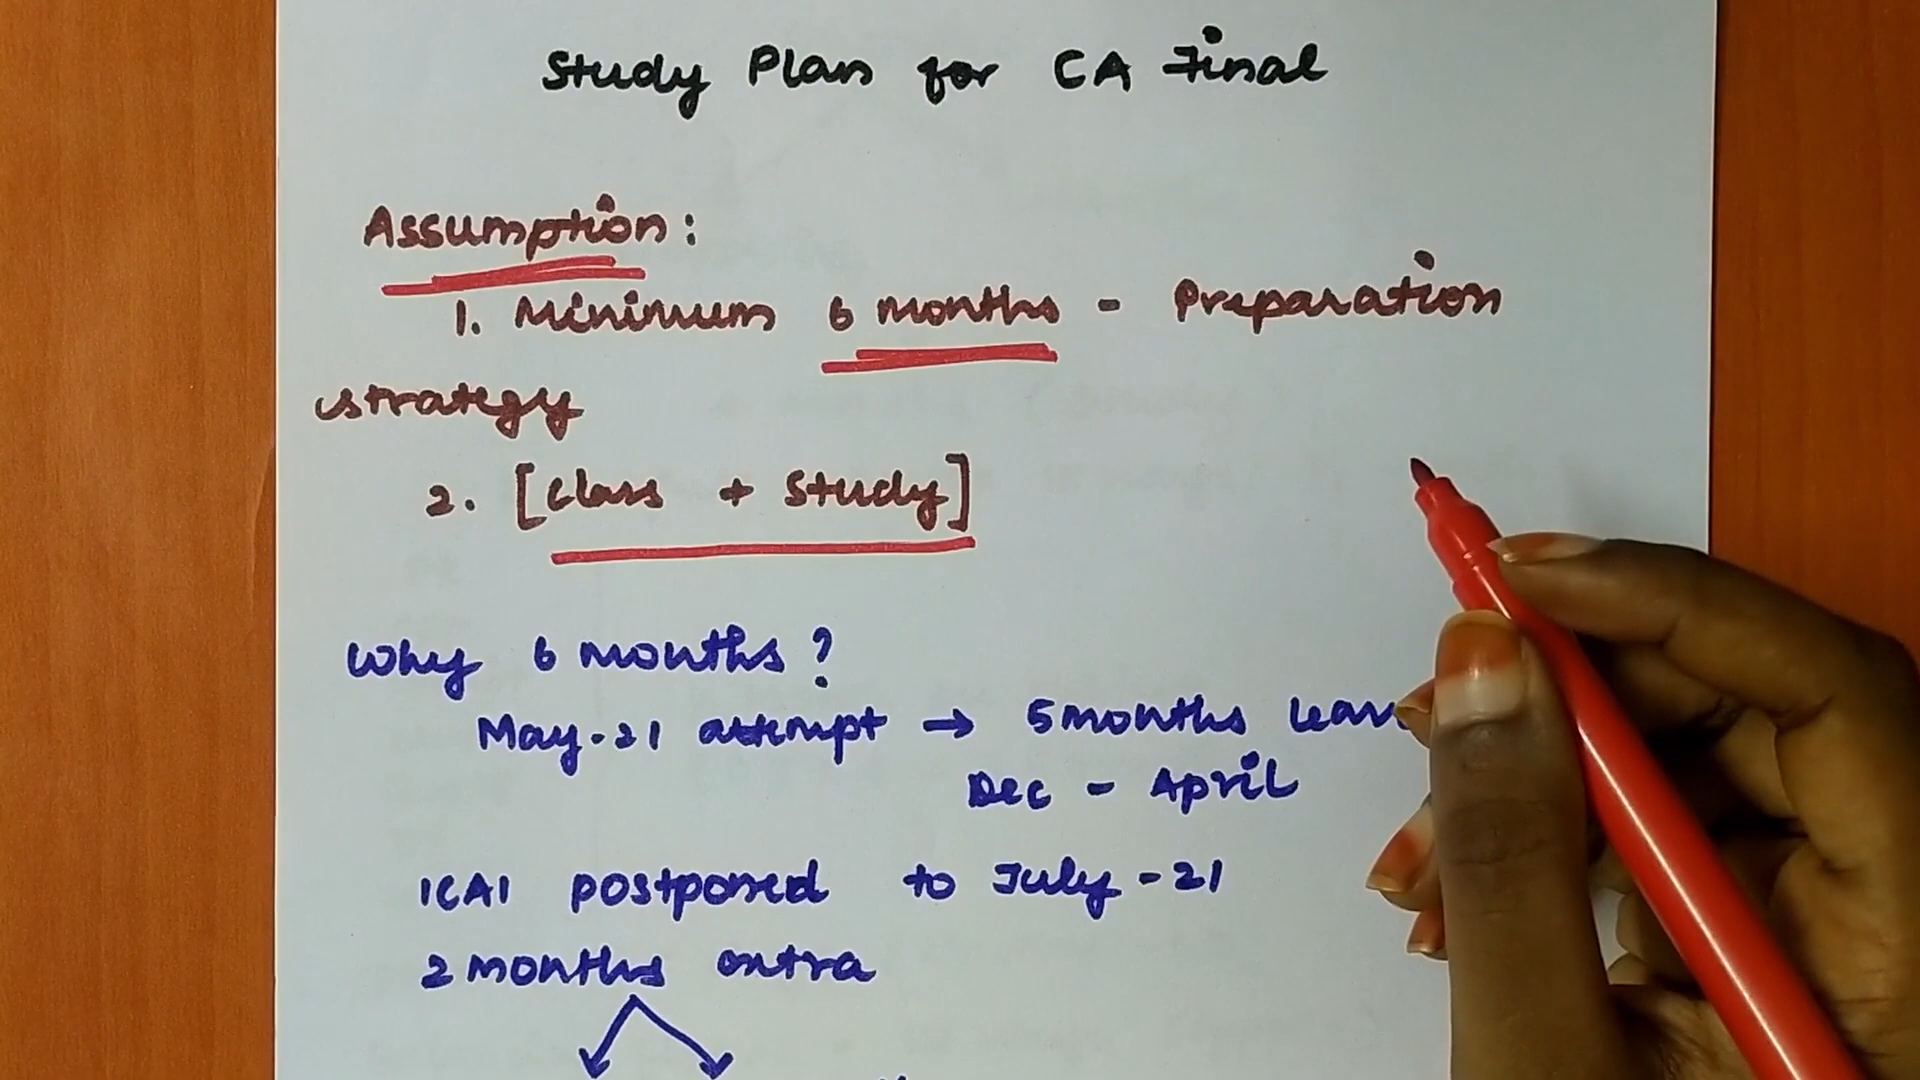 Study Plan for CA Final
Assumption:
1. Minimum 6 months - Preparation
strategy
2. [class + Study]
Why 6 months?
May-21 attempt → 5 months
Dec - April
ICAI postponed to July-21
2 months extra